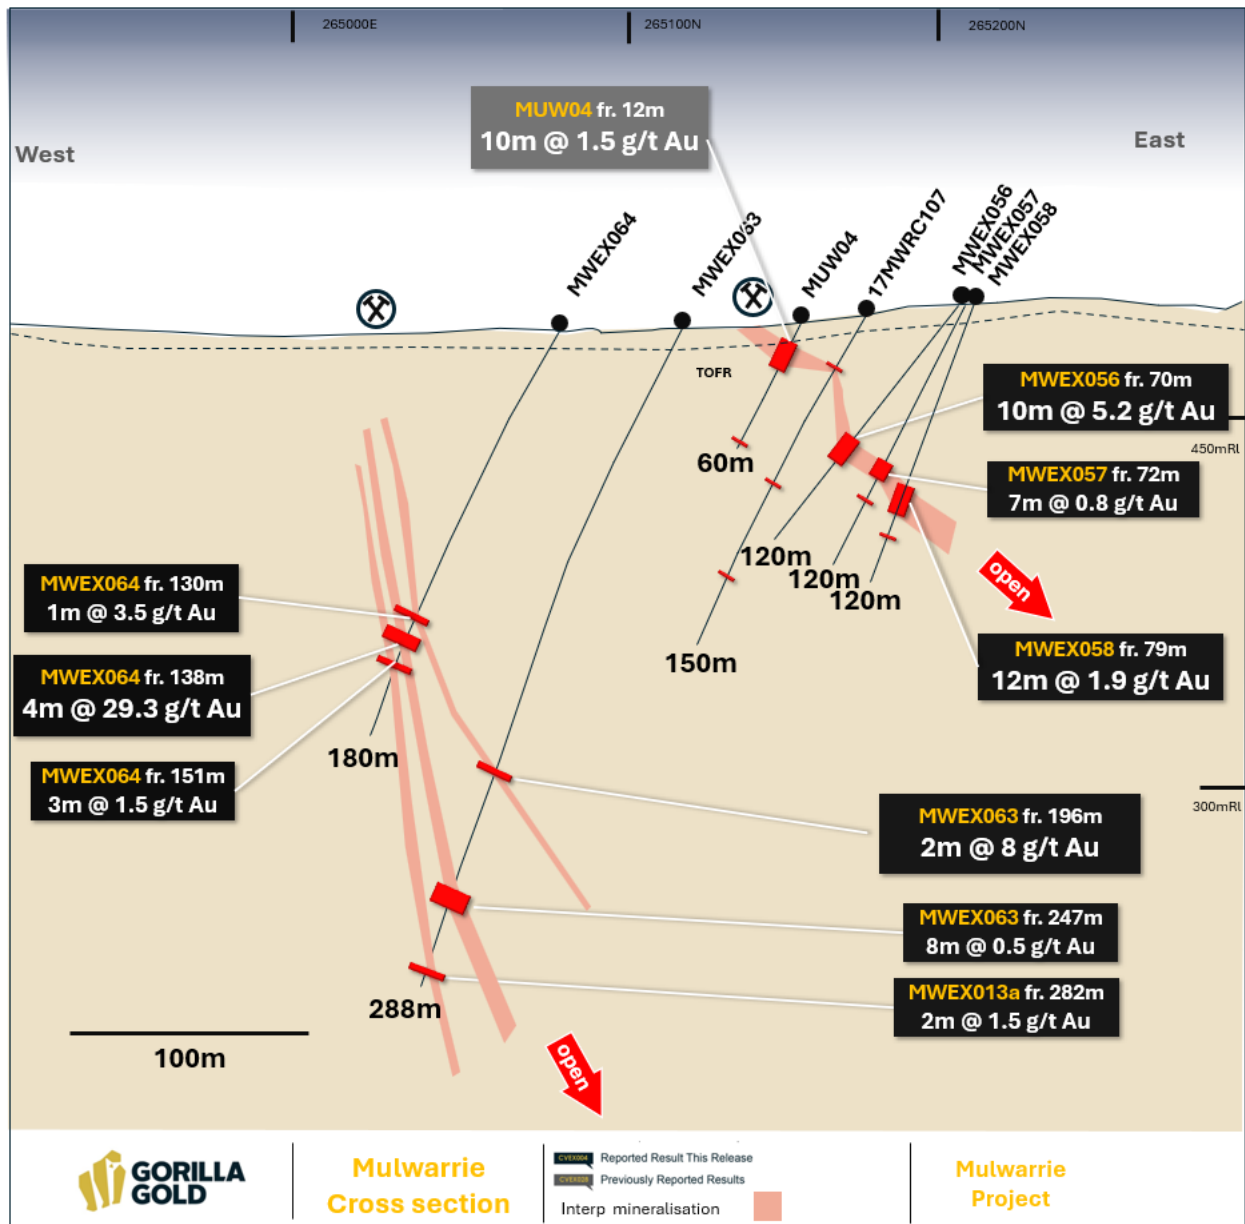 265000E
265100N
265200N
West
East
MUW04 fr. 12m
10m @ 1.5 g/t Au
MWEX064
MWEX063
MUW04
17MWRC107
MWEX056
MWEX057
MWEX058
TOFR
MWEX056 fr. 70m
10m @ 5.2 g/t Au
450mRl
60m
MWEX057 fr. 72m
7m @ 0.8 g/t Au
120m
120m
120m
open
MWEX064 fr. 130m
1m @ 3.5 g/t Au
150m
MWEX058 fr. 79m
12m @ 1.9 g/t Au
MWEX064 fr. 138m
4m @ 29.3 g/t Au
180m
MWEX064 fr. 151m
3m @ 1.5 g/t Au
300mRl
MWEX063 fr. 196m
2m @ 8 g/t Au
MWEX063 fr. 247m
8m @ 0.5 g/t Au
288m
MWEX013a fr. 282m
2m @ 1.5 g/t Au
100m
open
GORILLA
GOLD
Mulwarrie
Cross section
CVEX004 Reported Result This Release
CVEX028 Previously Reported Results
Interp mineralisation
Mulwarrie
Project